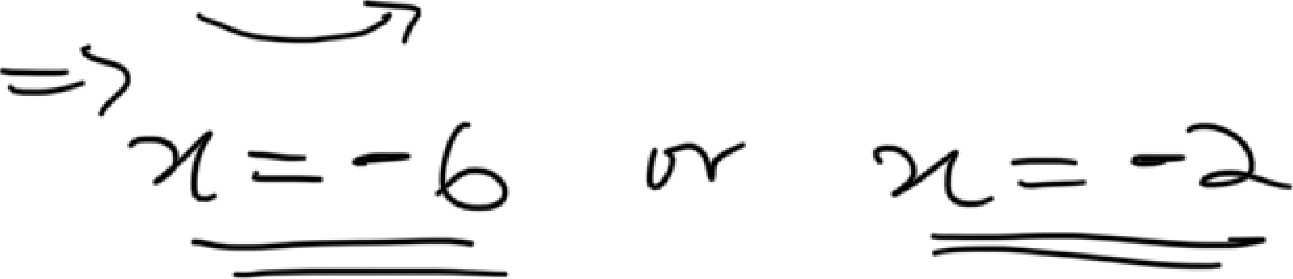 => x = -6 or x = -2